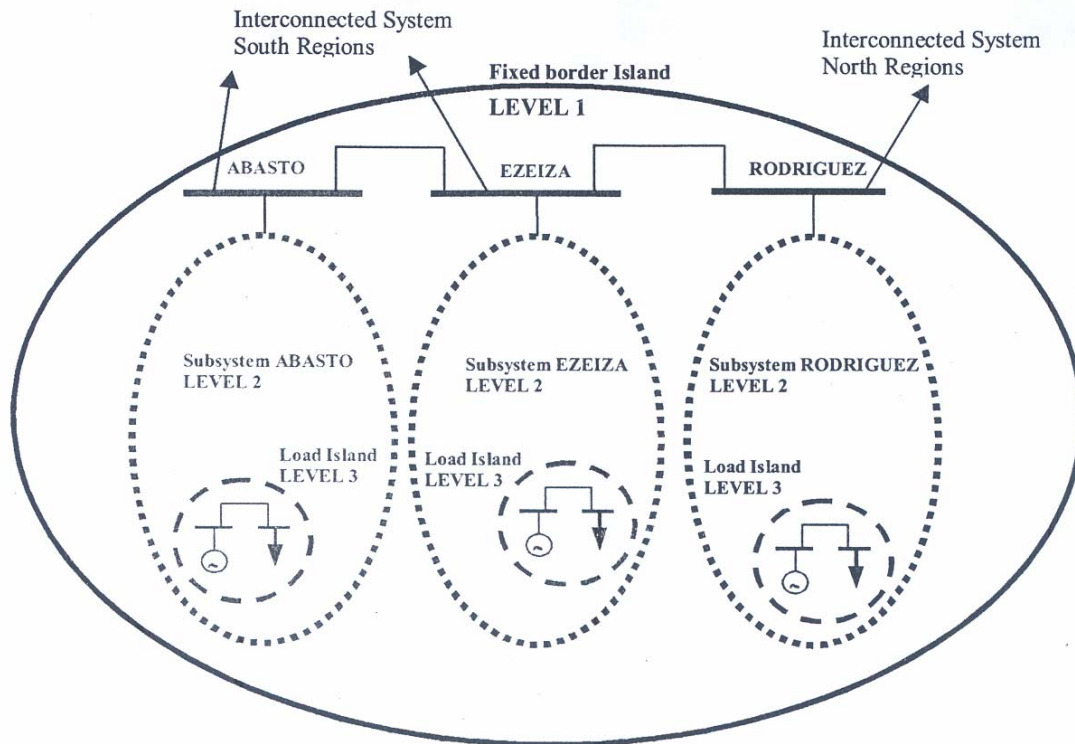 Interconnected System
South Regions
Interconnected System
North Regions
Fixed border Island
LEVEL 1
ABASTO
EZEIZA
RODRIGUEZ
Subsystem ABASTO
LEVEL 2
Subsystem EZEIZA
LEVEL 2
Subsystem RODRIGUEZ
LEVEL 2
Load Island
LEVEL 3
Load Island
LEVEL 3
Load Island
LEVEL 3
~
~
~